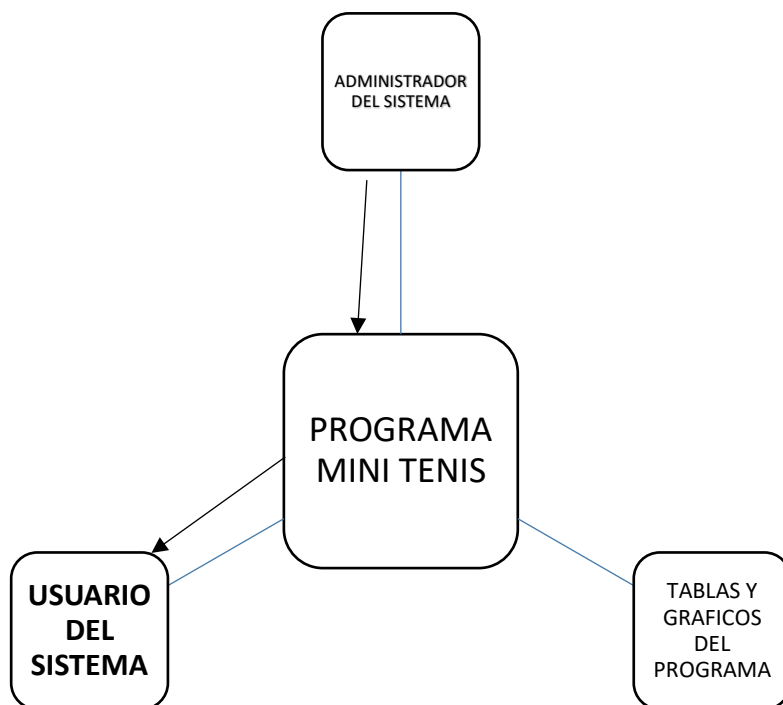 ADMINISTRADOR
DEL SISTEMA
PROGRAMA
MINI TENIS
USUARIO
DEL
SISTEMA
TABLAS Y
GRAFICOS
DEL
PROGRAMA